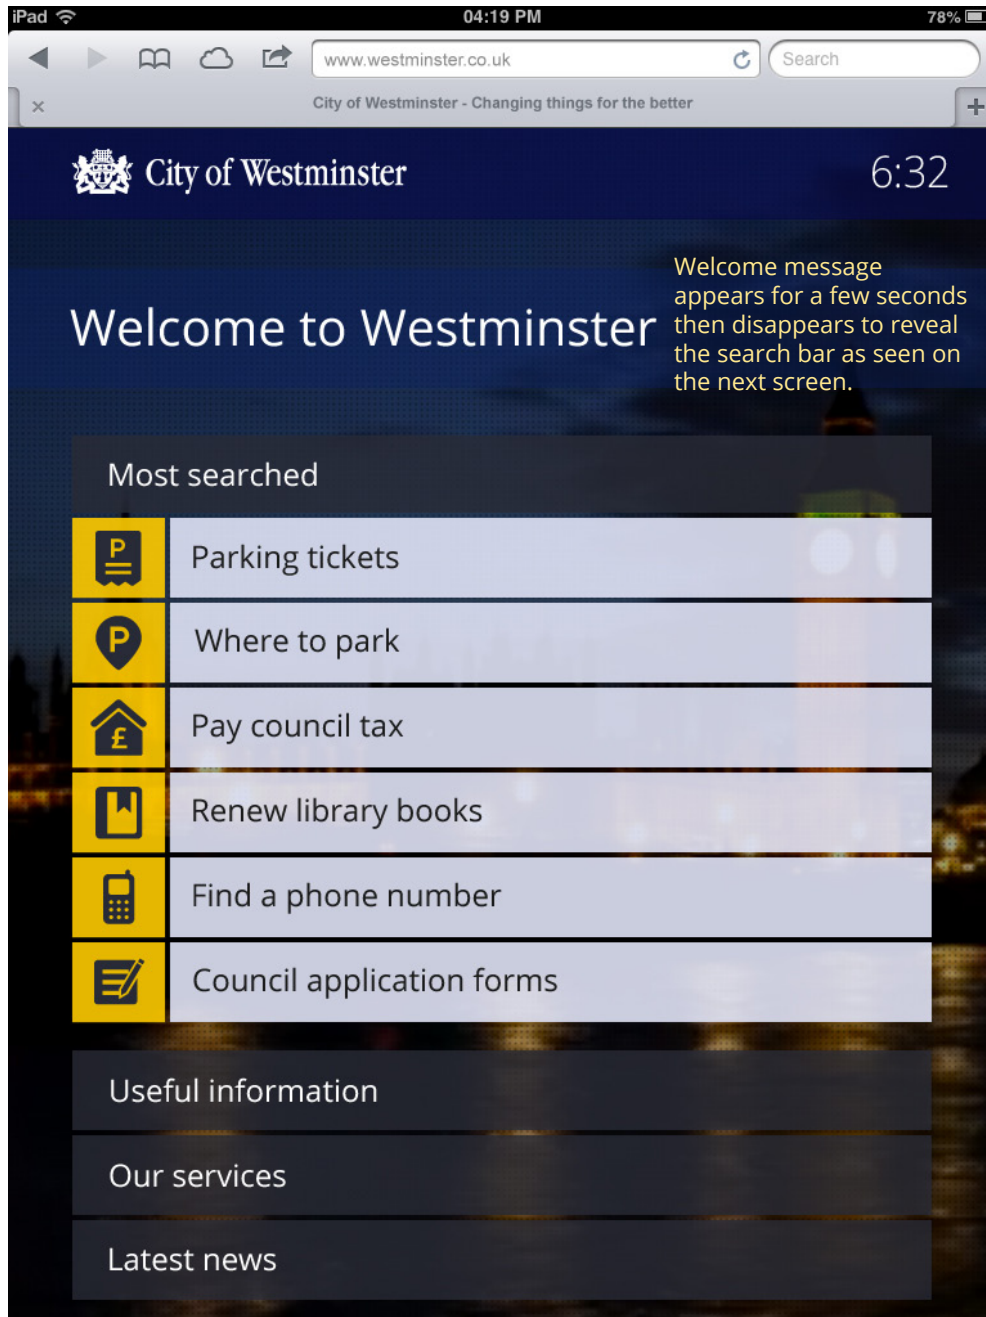 iPad 04:19 PM 78%
www.westminster.co.uk Search
City of Westminster - Changing things for the better
City of Westminster 6:32
Welcome to Westminster
Welcome message
appears for a few seconds
then disappears to reveal
the search bar as seen on
the next screen.
Most searched
P Parking tickets
P Where to park
£ Pay council tax
Renew library books
Find a phone number
Council application forms
Useful information
Our services
Latest news